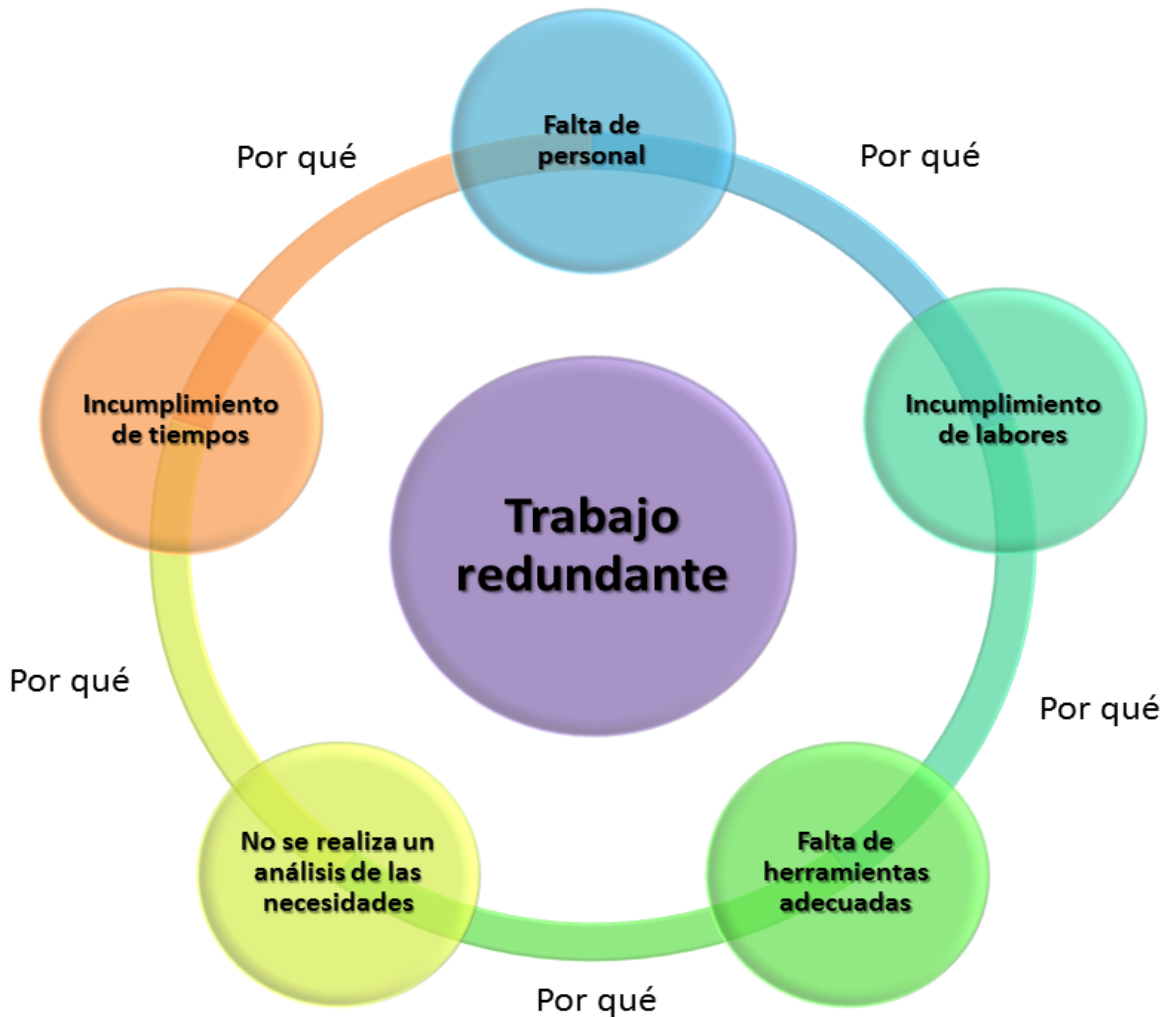 Falta de
personal
Por qué
Por qué
Incumplimiento
de tiempos
Incumplimiento
de labores
Trabajo
redundante
Por qué
Por qué
No se realiza un
análisis de las
necesidades
Falta de
herramientas
adecuadas
Por qué